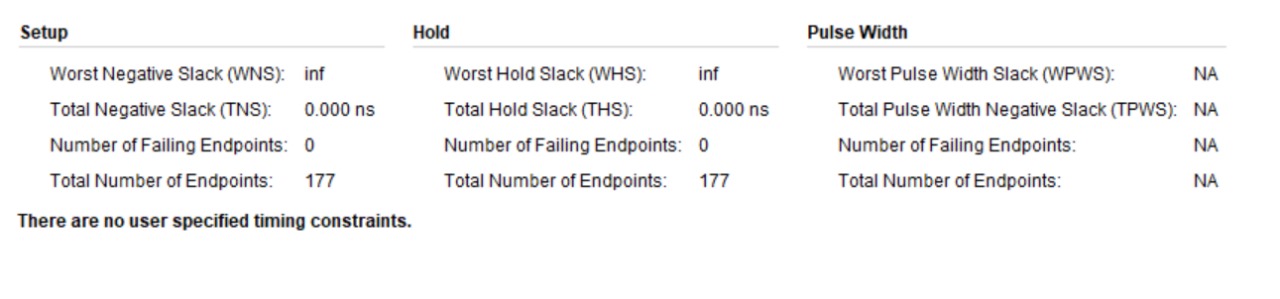 Setup
Worst Negative Slack (WNS): inf
Total Negative Slack (TNS): 0.000 ns
Number of Failing Endpoints: 0
Total Number of Endpoints: 177
Hold
Worst Hold Slack (WHS): inf
Total Hold Slack (THS): 0.000 ns
Number of Failing Endpoints: 0
Total Number of Endpoints: 177
Pulse Width
Worst Pulse Width Slack (WPWS): NA
Total Pulse Width Negative Slack (TPWS): NA
Number of Failing Endpoints: NA
Total Number of Endpoints: NA
There are no user specified timing constraints.